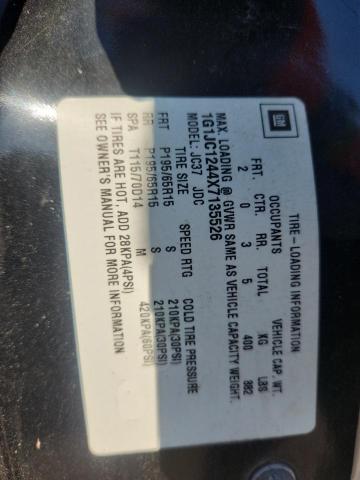 GM
TIRE-LOADING INFORMATION
OCCUPANTS VEHICLE CAP. WT.
FRT. CTR. RR. TOTAL KG LBS
2 0 3 5 400 882
MAX. LOADING @ GVWR SAME AS VEHICLE CAPACITY WEIGHT.
1G1JC1244X7135526
MODEL: JC37 JDC
TIRE SIZE SPEED RTG COLD TIRE PRESSURE
FRT P195/65R15 S 210KPA(30PSI)
RR P195/65R15 S 210KPA(30PSI)
SPA T115/70D14 M 420KPA(60PSI)
IF TIRES ARE HOT, ADD 28KPA(4PSI)
SEE OWNER'S MANUAL FOR MORE INFORMATION